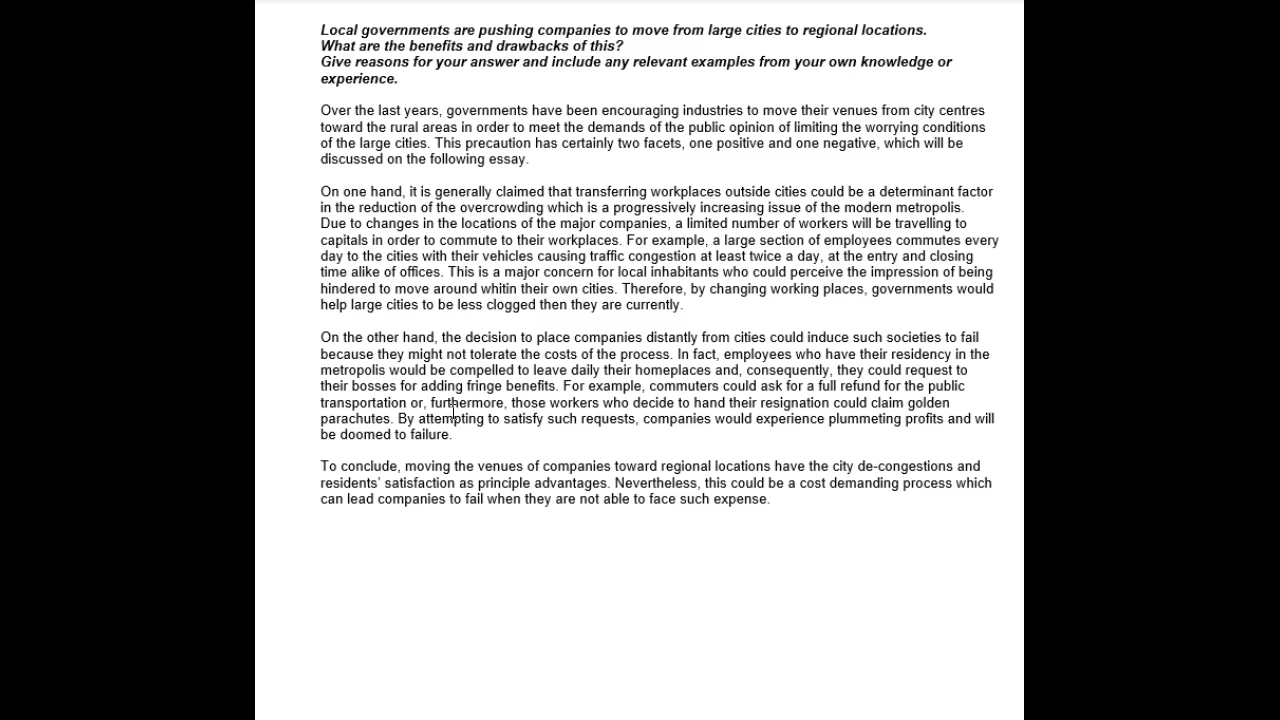 Local governments are pushing companies to move from large cities to regional locations.
What are the benefits and drawbacks of this?
Give reasons for your answer and include any relevant examples from your own knowledge or
experience.
Over the last years, governments have been encouraging industries to move their venues from city centres
toward the rural areas in order to meet the demands of the public opinion of limiting the worrying conditions
of the large cities. This precaution has certainly two facets, one positive and one negative, which will be
discussed on the following essay.
On one hand, it is generally claimed that transferring workplaces outside cities could be a determinant factor
in the reduction of the overcrowding which is a progressively increasing issue of the modern metropolis.
Due to changes in the locations of the major companies, a limited number of workers will be travelling to
capitals in order to commute to their workplaces. For example, a large section of employees commutes every
day to the cities with their vehicles causing traffic congestion at least twice a day, at the entry and closing
time alike of offices. This is a major concern for local inhabitants who could perceive the impression of being
hindered to move around whitin their own cities. Therefore, by changing working places, governments would
help large cities to be less clogged then they are currently.
On the other hand, the decision to place companies distantly from cities could induce such societies to fail
because they might not tolerate the costs of the process. In fact, employees who have their residency in the
metropolis would be compelled to leave daily their homeplaces and, consequently, they could request to
their bosses for adding fringe benefits. For example, commuters could ask for a full refund for the public
transportation or, furthermore, those workers who decide to hand their resignation could claim golden
parachutes. By attempting to satisfy such requests, companies would experience plummeting profits and will
be doomed to failure.
To conclude, moving the venues of companies toward regional locations have the city de-congestions and
residents' satisfaction as principle advantages. Nevertheless, this could be a cost demanding process which
can lead companies to fail when they are not able to face such expense.